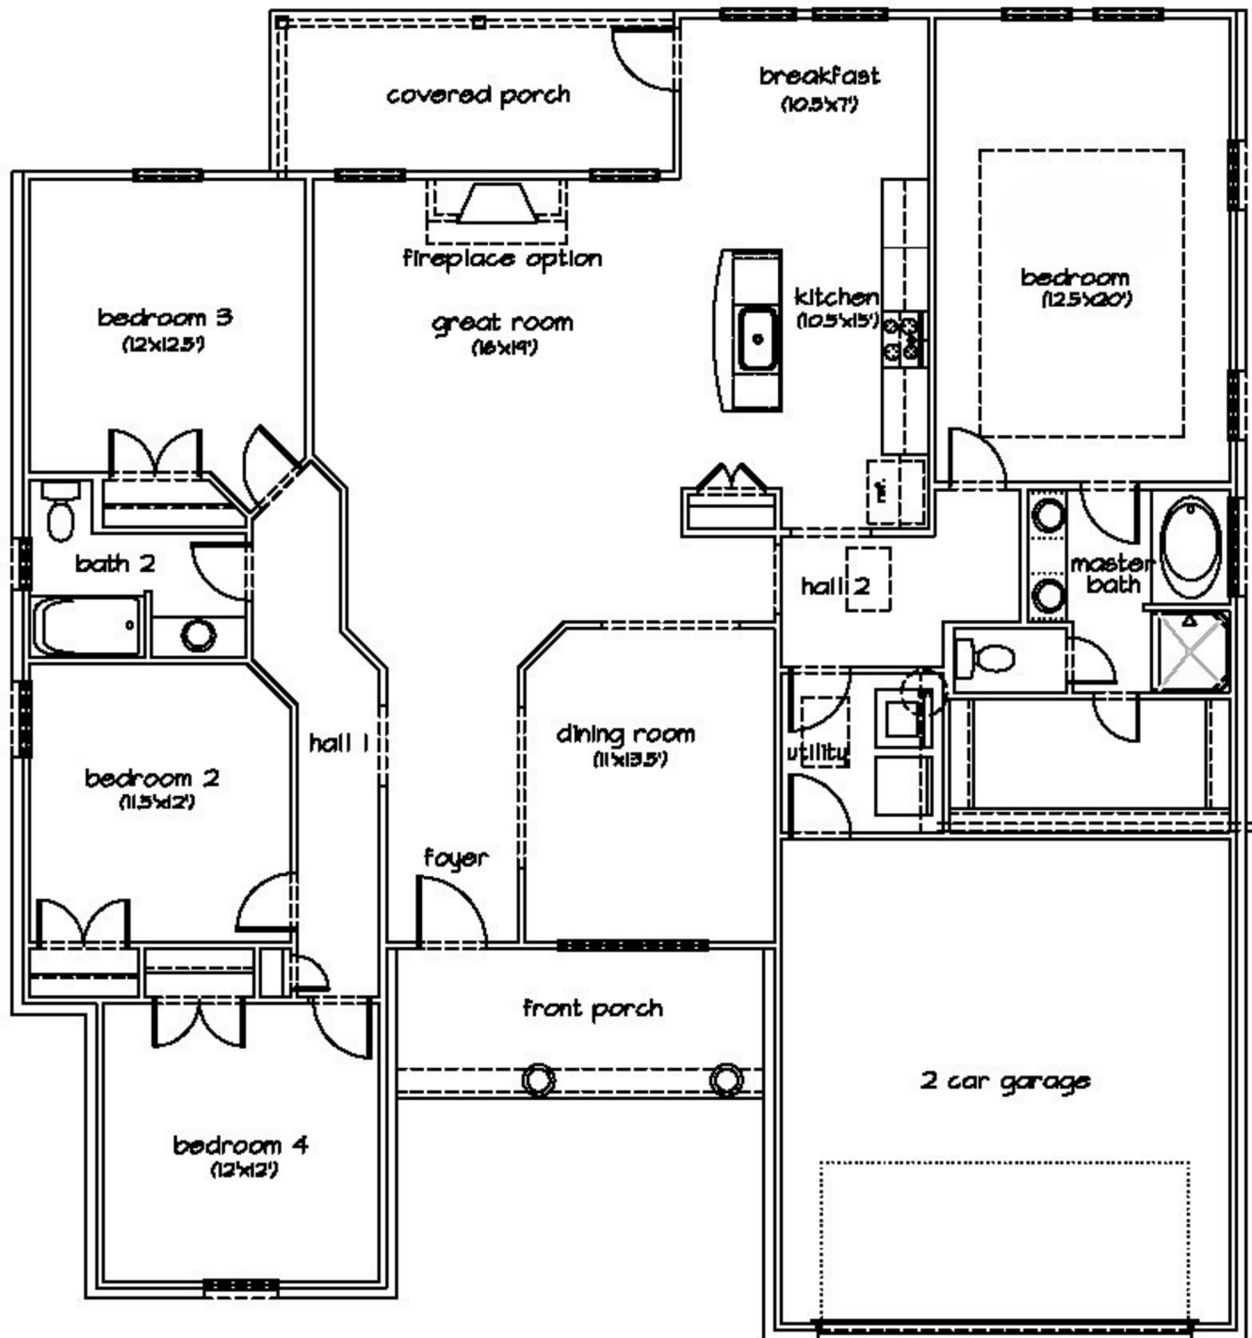 covered porch
breakfast
(10.5'x7')
fireplace option
great room
(16'x19')
kitchen
(10.5'x15')
bedroom
(12.5'x20')
bedroom 3
(12'x12.5')
ref.
bath 2
hall 2
master
bath
hall 1
dining room
(11'x13.5')
utility
bedroom 2
(11.5'x12')
foyer
front porch
2 car garage
bedroom 4
(12'x12')